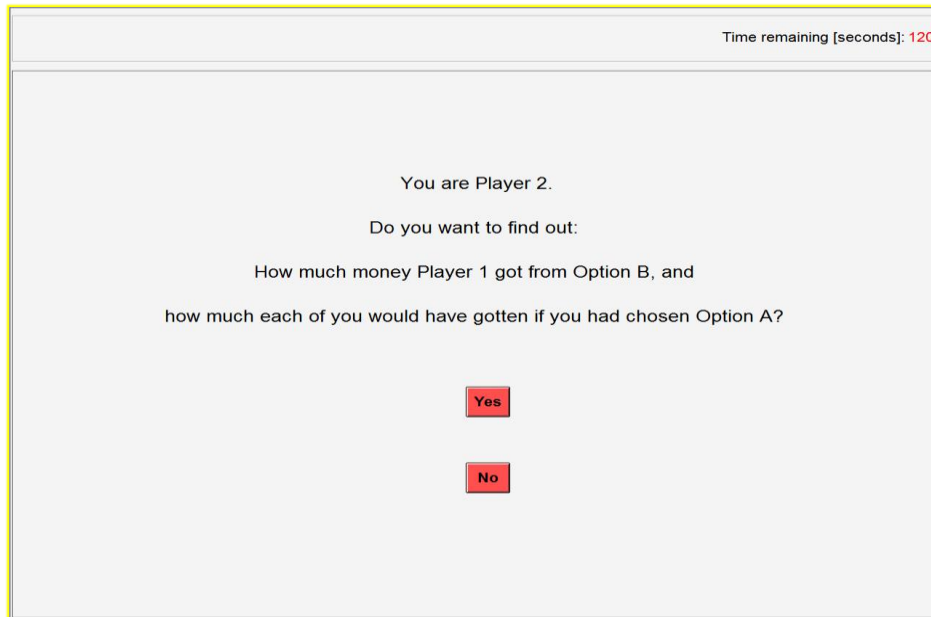 Time remaining [seconds]: 120
You are Player 2.
Do you want to find out:
How much money Player 1 got from Option B, and
how much each of you would have gotten if you had chosen Option A?
Yes
No